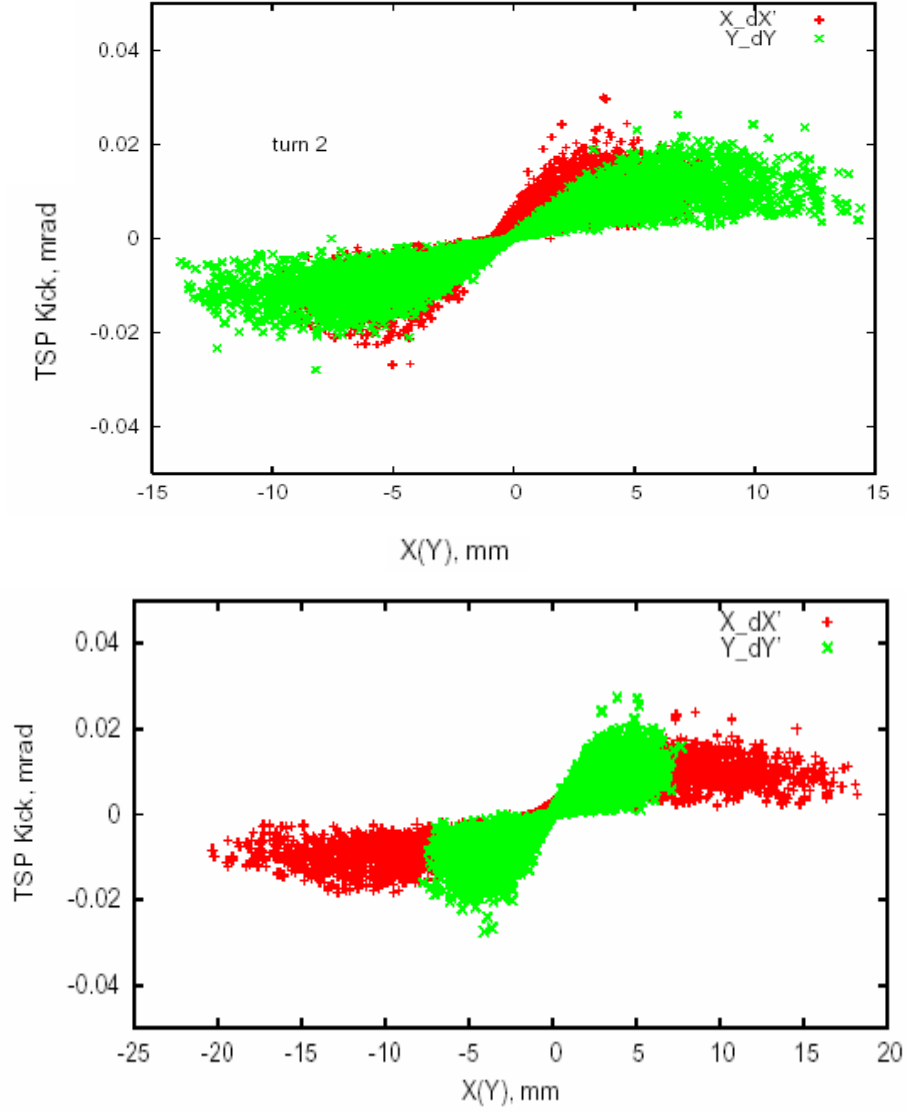 0.04
0.02
0
-0.02
-0.04
TSP Kick, mrad
X_dX'
Y_dY
turn 2
-15 -10 -5 0 5 10 15
X(Y), mm
0.04
0.02
0
-0.02
-0.04
TSP Kick, mrad
X_dX'
Y_dY'
-25 -20 -15 -10 -5 0 5 10 15 20
X(Y), mm